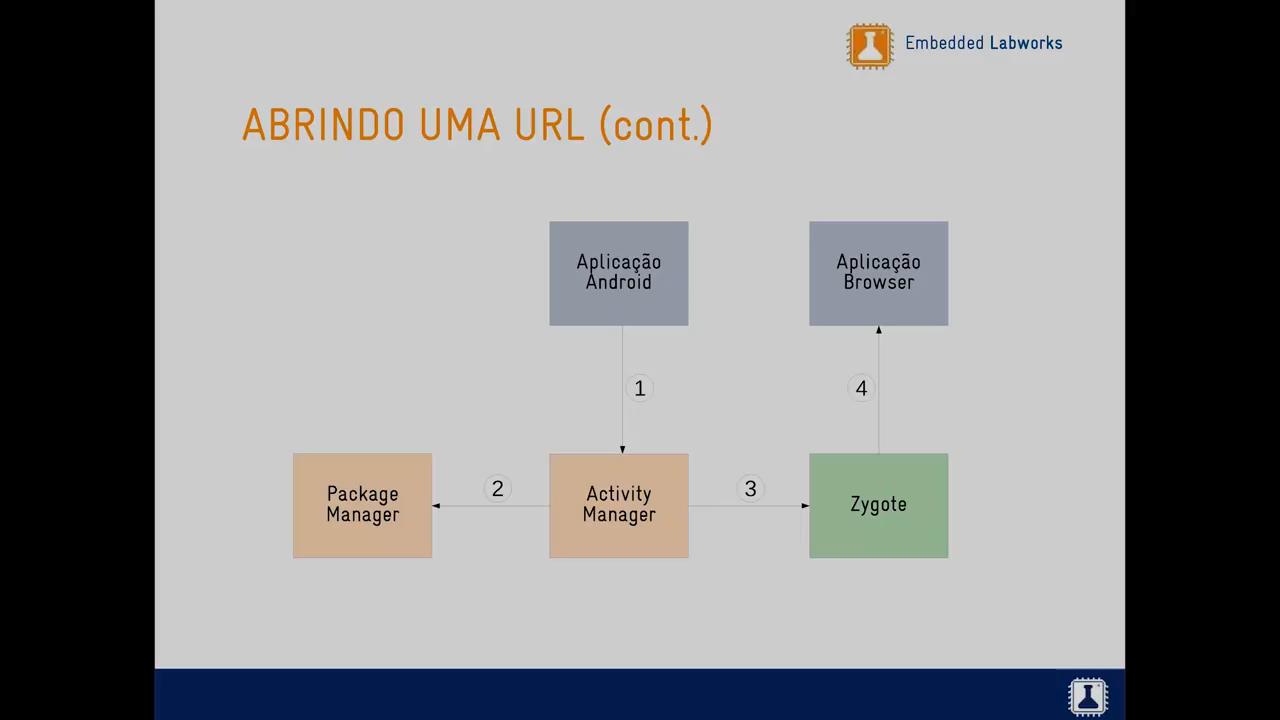 Embedded Labworks
ABRINDO UMA URL (cont.)
Aplicação
Android
Aplicação
Browser
1
4
Package
Manager
2
Activity
Manager
3
Zygote